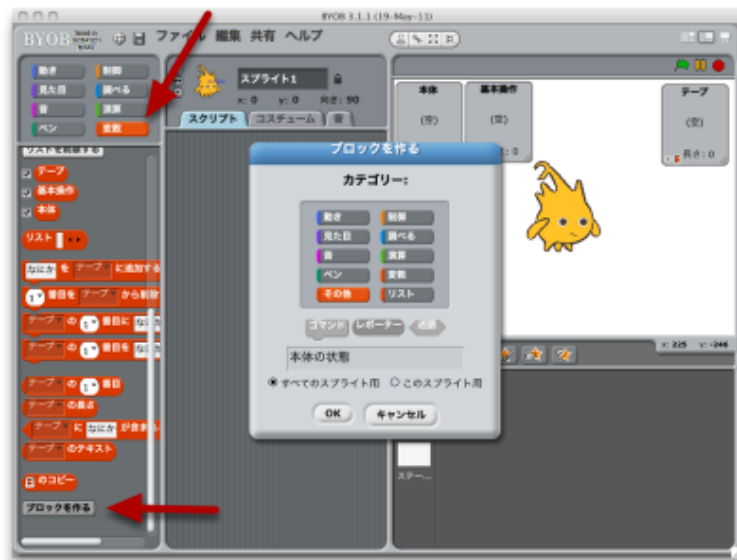 BYOB 3.1.1 (19-May-11)
BYOB
ファイル 編集 共有 ヘルプ
動き 制御
見た目 調べる
音 演算
ペン 変数
スプライト1
x: 0 y: 0 向き: 90
スクリプト コスチューム 音
テープ
基本操作
本体
リスト
なにか を テープ に追加する
1 番目を テープ から削除
テープ の 1 番目に
テープ の 1 番目を
テープ の 1 番目
テープ の長さ
テープ に なにか が含まれ
テープ のテキスト
のコピー
ブロックを作る
ブロックを作る
カテゴリー:
動き 制御
見た目 調べる
音 演算
ペン 変数
その他 リスト
コマンド レポーター
本体の状態
すべてのスプライト用 このスプライト用
OK キャンセル
本体
(空)
基本操作
(空)
: 0
テープ
(空)
長さ: 0
x: 225 y: -246
ステー...